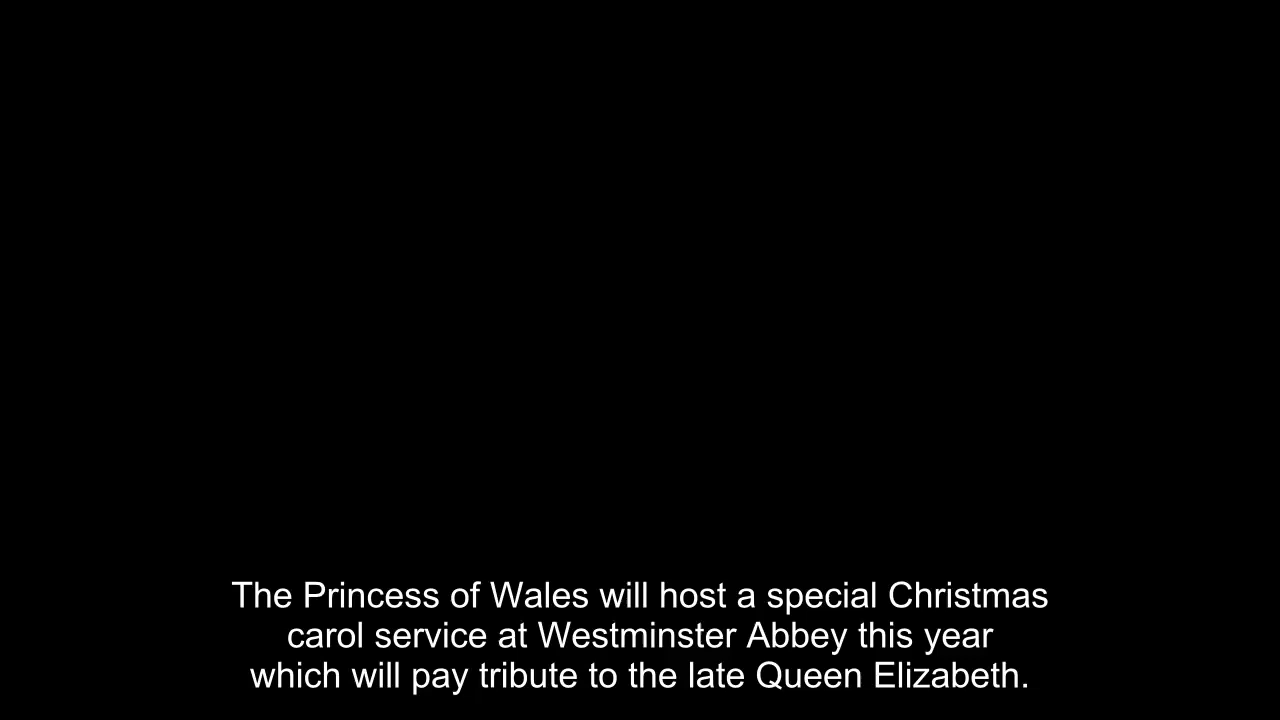 The Princess of Wales will host a special Christmas
carol service at Westminster Abbey this year
which will pay tribute to the late Queen Elizabeth.